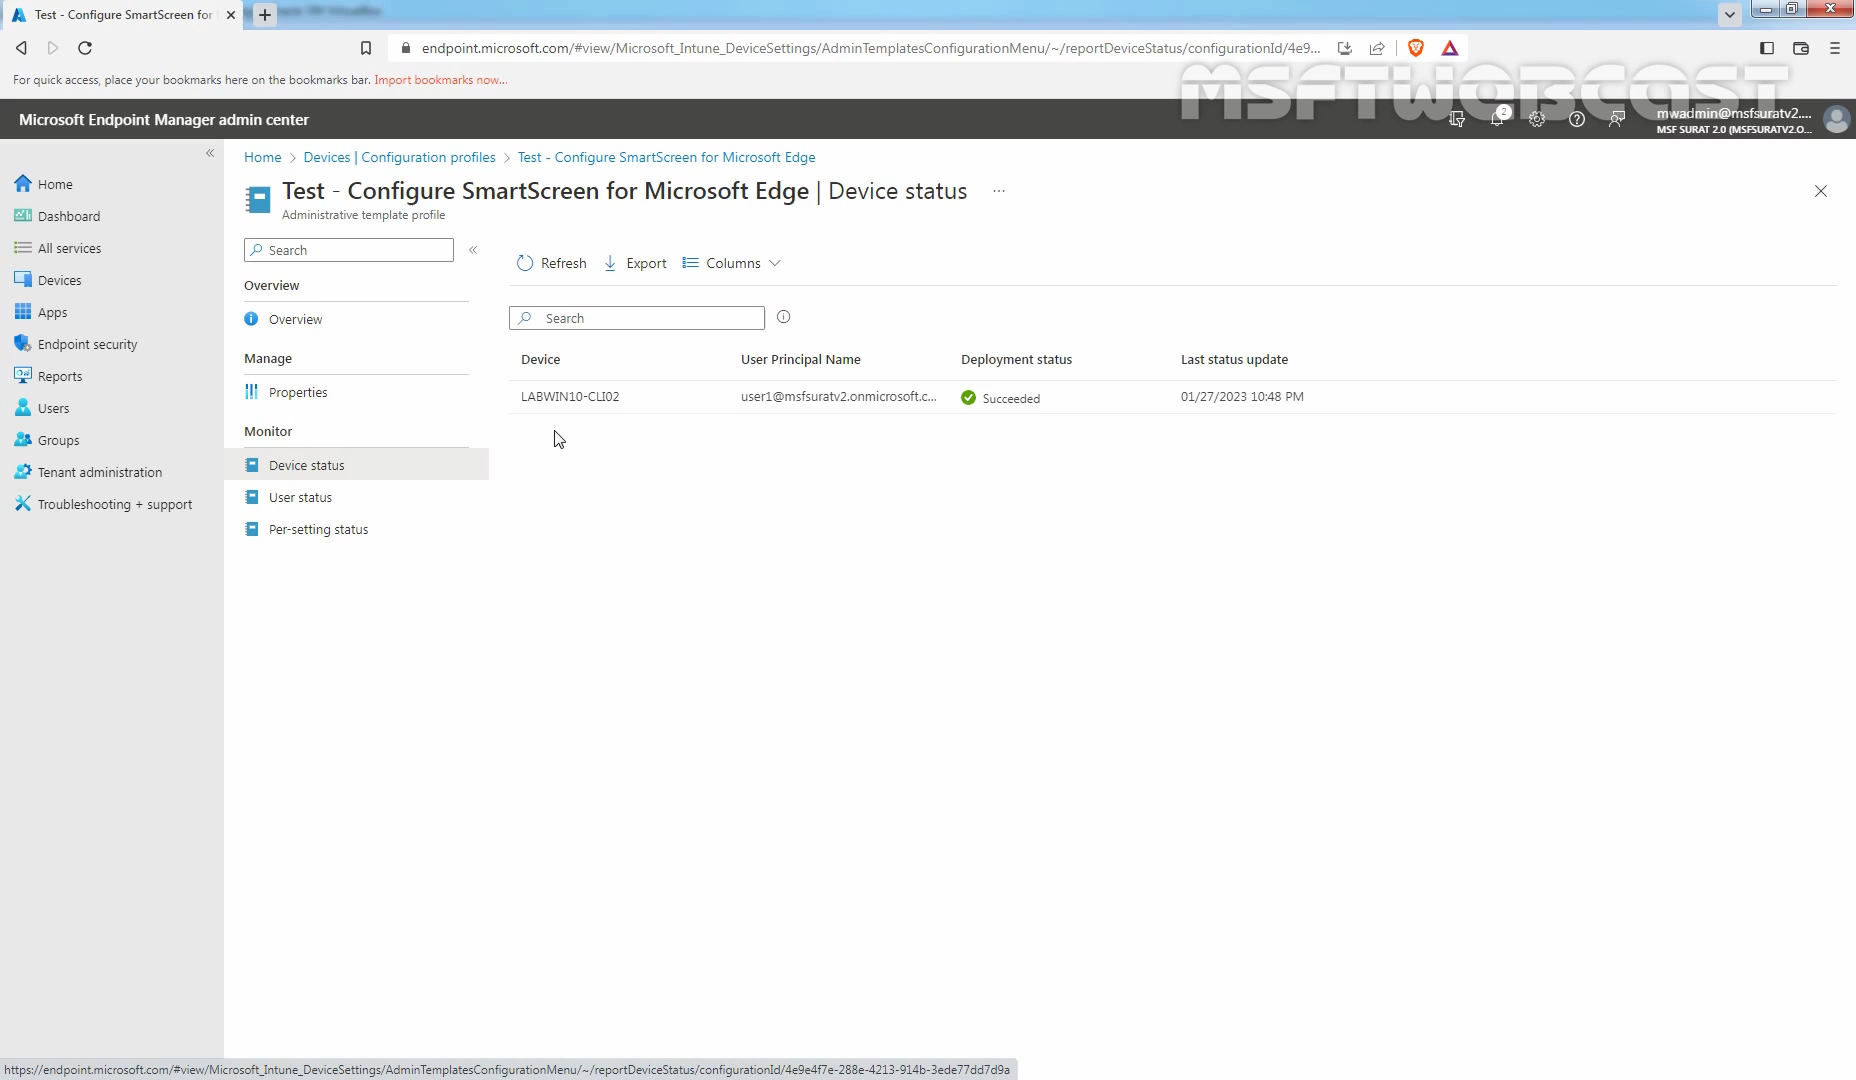 Test - Configure SmartScreen for
For quick access, place your bookmarks here on the bookmarks bar. Import bookmarks now...
endpoint.microsoft.com/#view/Microsoft_Intune_DeviceSettings/AdminTemplatesConfigurationMenu/~/reportDeviceStatus/configurationId/4e9...
MSFTWEBCAST
Microsoft Endpoint Manager admin center
2
mwadmin@msfsuratv2....
MSF SURAT 2.0 (MSFSURATV2.O...
Home
Dashboard
All services
Devices
Apps
Endpoint security
Reports
Users
Groups
Tenant administration
Troubleshooting + support
Home > Devices | Configuration profiles > Test - Configure SmartScreen for Microsoft Edge
Test - Configure SmartScreen for Microsoft Edge | Device status ...
Administrative template profile
Search
Overview
Overview
Manage
Properties
Monitor
Device status
User status
Per-setting status
Refresh Export Columns
Search
Device User Principal Name Deployment status Last status update
LABWIN10-CLI02 user1@msfsuratv2.onmicrosoft.c... Succeeded 01/27/2023 10:48 PM
https://endpoint.microsoft.com/#view/Microsoft_Intune_DeviceSettings/AdminTemplatesConfigurationMenu/~/reportDeviceStatus/configurationId/4e9e4f7e-288e-4213-914b-3ede77dd7d9a